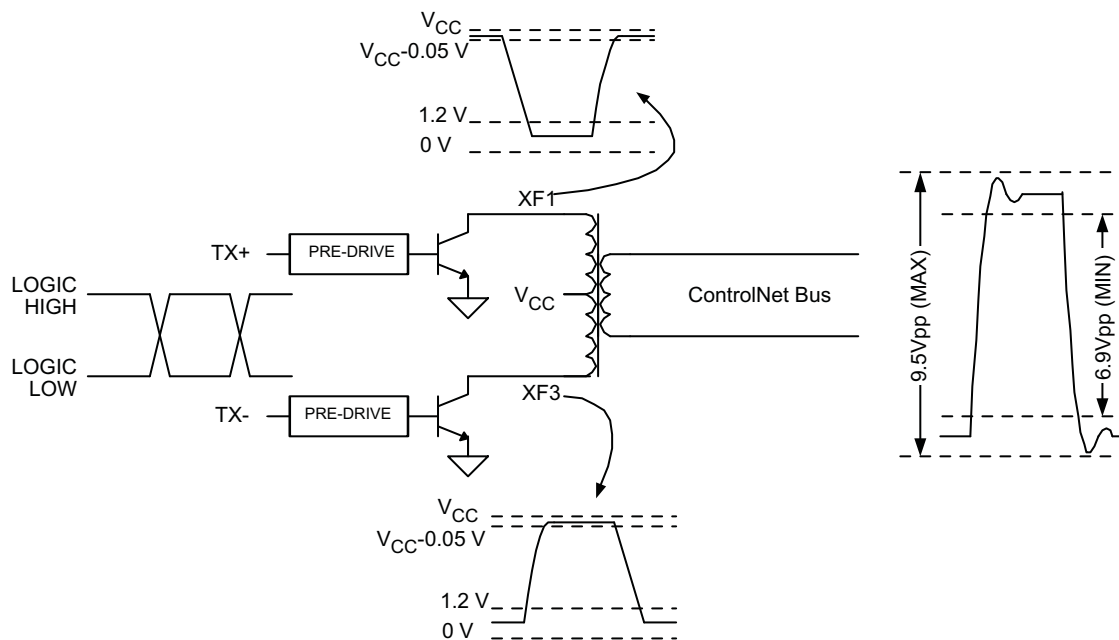 VCC
VCC-0.05 V
1.2 V
0 V
XF1
TX+
PRE-DRIVE
LOGIC
HIGH
VCC
ControlNet Bus
LOGIC
LOW
XF3
TX-
PRE-DRIVE
9.5Vpp (MAX)
6.9Vpp (MIN)
VCC
VCC-0.05 V
1.2 V
0 V